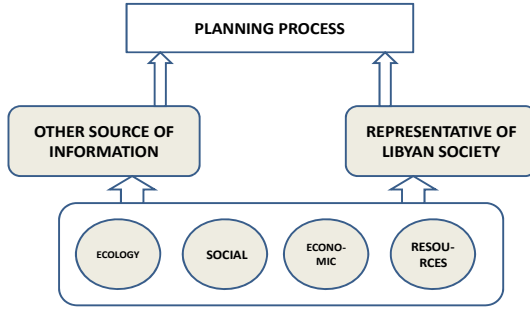 PLANNING PROCESS
OTHER SOURCE OF
INFORMATION
REPRESENTATIVE OF
LIBYAN SOCIETY
ECOLOGY
SOCIAL
ECONO-
MIC
RESOU-
RCES